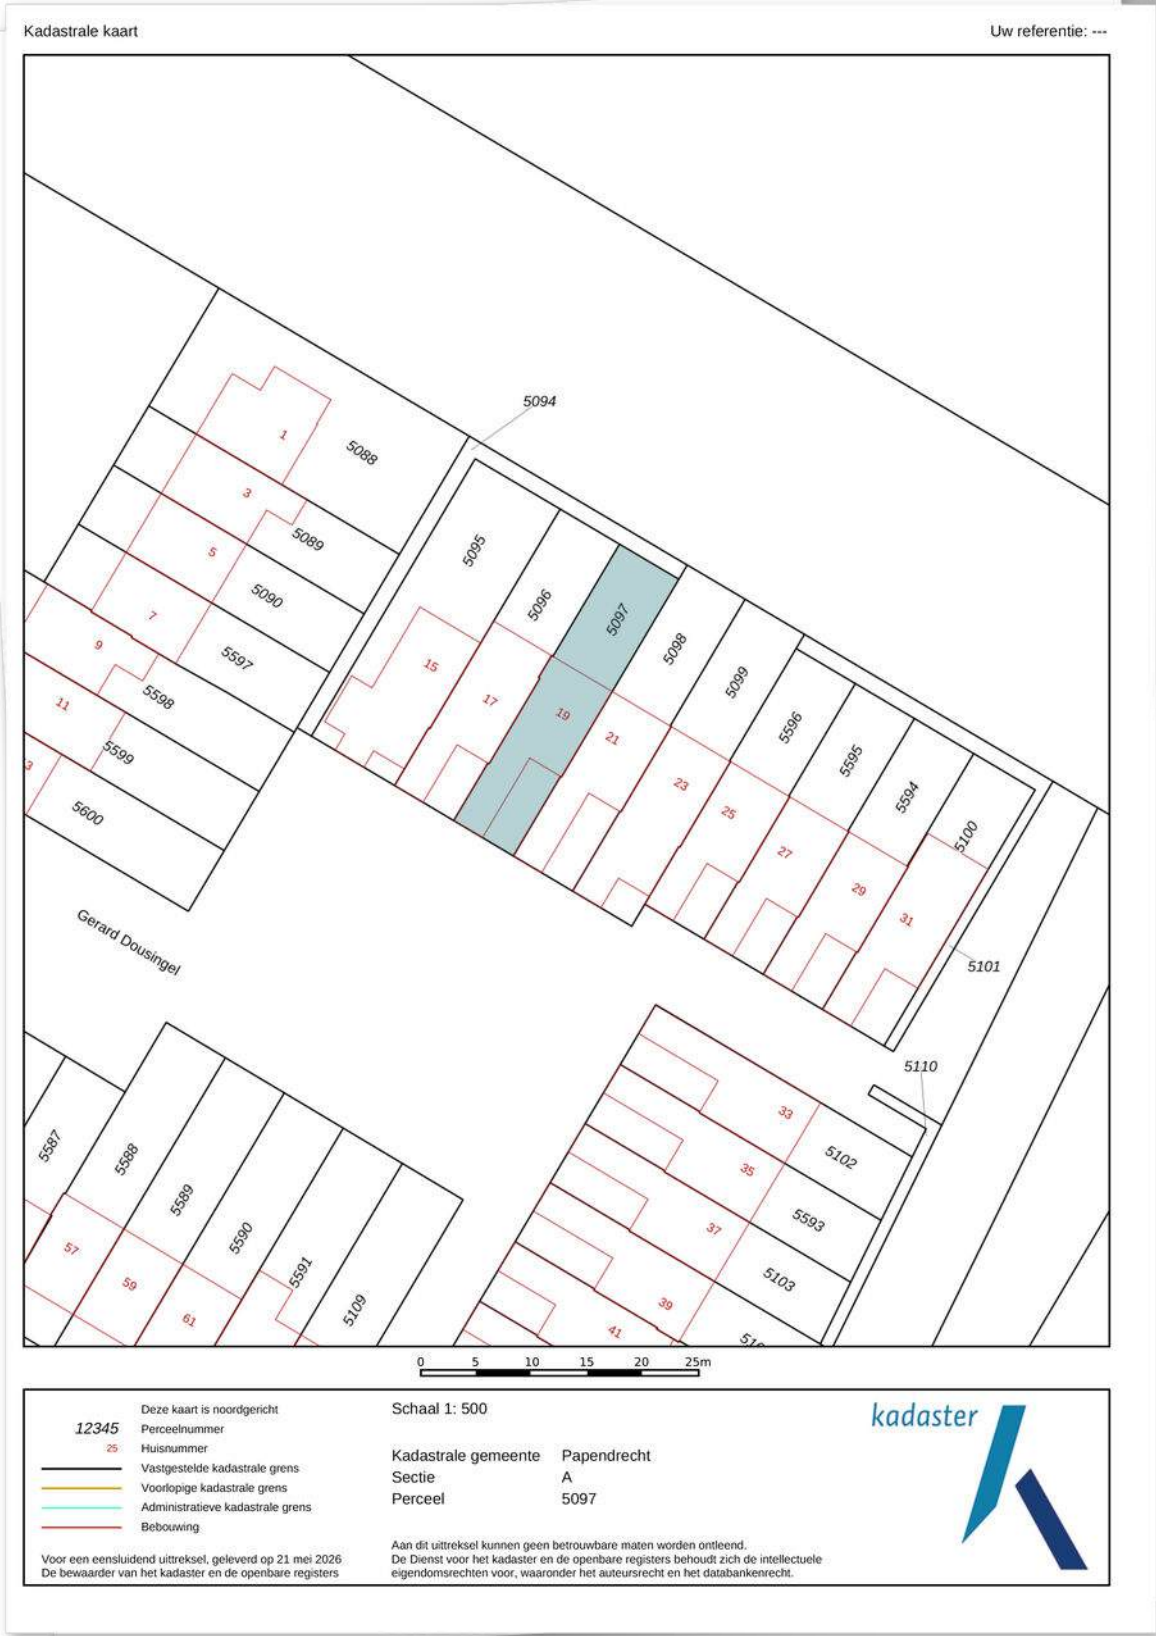 Kadastrale kaart
Uw referentie: ---
5094
1
5088
3
5089
5
5090
7
5597
9
5598
11
5599
3
5600
5095
5096
5097
5098
5099
5596
5595
5594
5100
15
17
19
21
23
25
27
29
31
5101
Gerard Dousingel
5110
33
5102
35
5593
37
5103
39
41
5587
5588
5589
5590
5591
5109
57
59
61
0 5 10 15 20 25m
Deze kaart is noordgericht
12345 Perceelnummer
25 Huisnummer
Vastgestelde kadastrale grens
Voorlopige kadastrale grens
Administratieve kadastrale grens
Bebouwing
Voor een eensluidend uittreksel, geleverd op 21 mei 2026
De bewaarder van het kadaster en de openbare registers
Schaal 1: 500
Kadastrale gemeente Papendrecht
Sectie A
Perceel 5097
Aan dit uittreksel kunnen geen betrouwbare maten worden ontleend.
De Dienst voor het kadaster en de openbare registers behoudt zich de intellectuele
eigendomsrechten voor, waaronder het auteursrecht en het databankenrecht.
kadaster